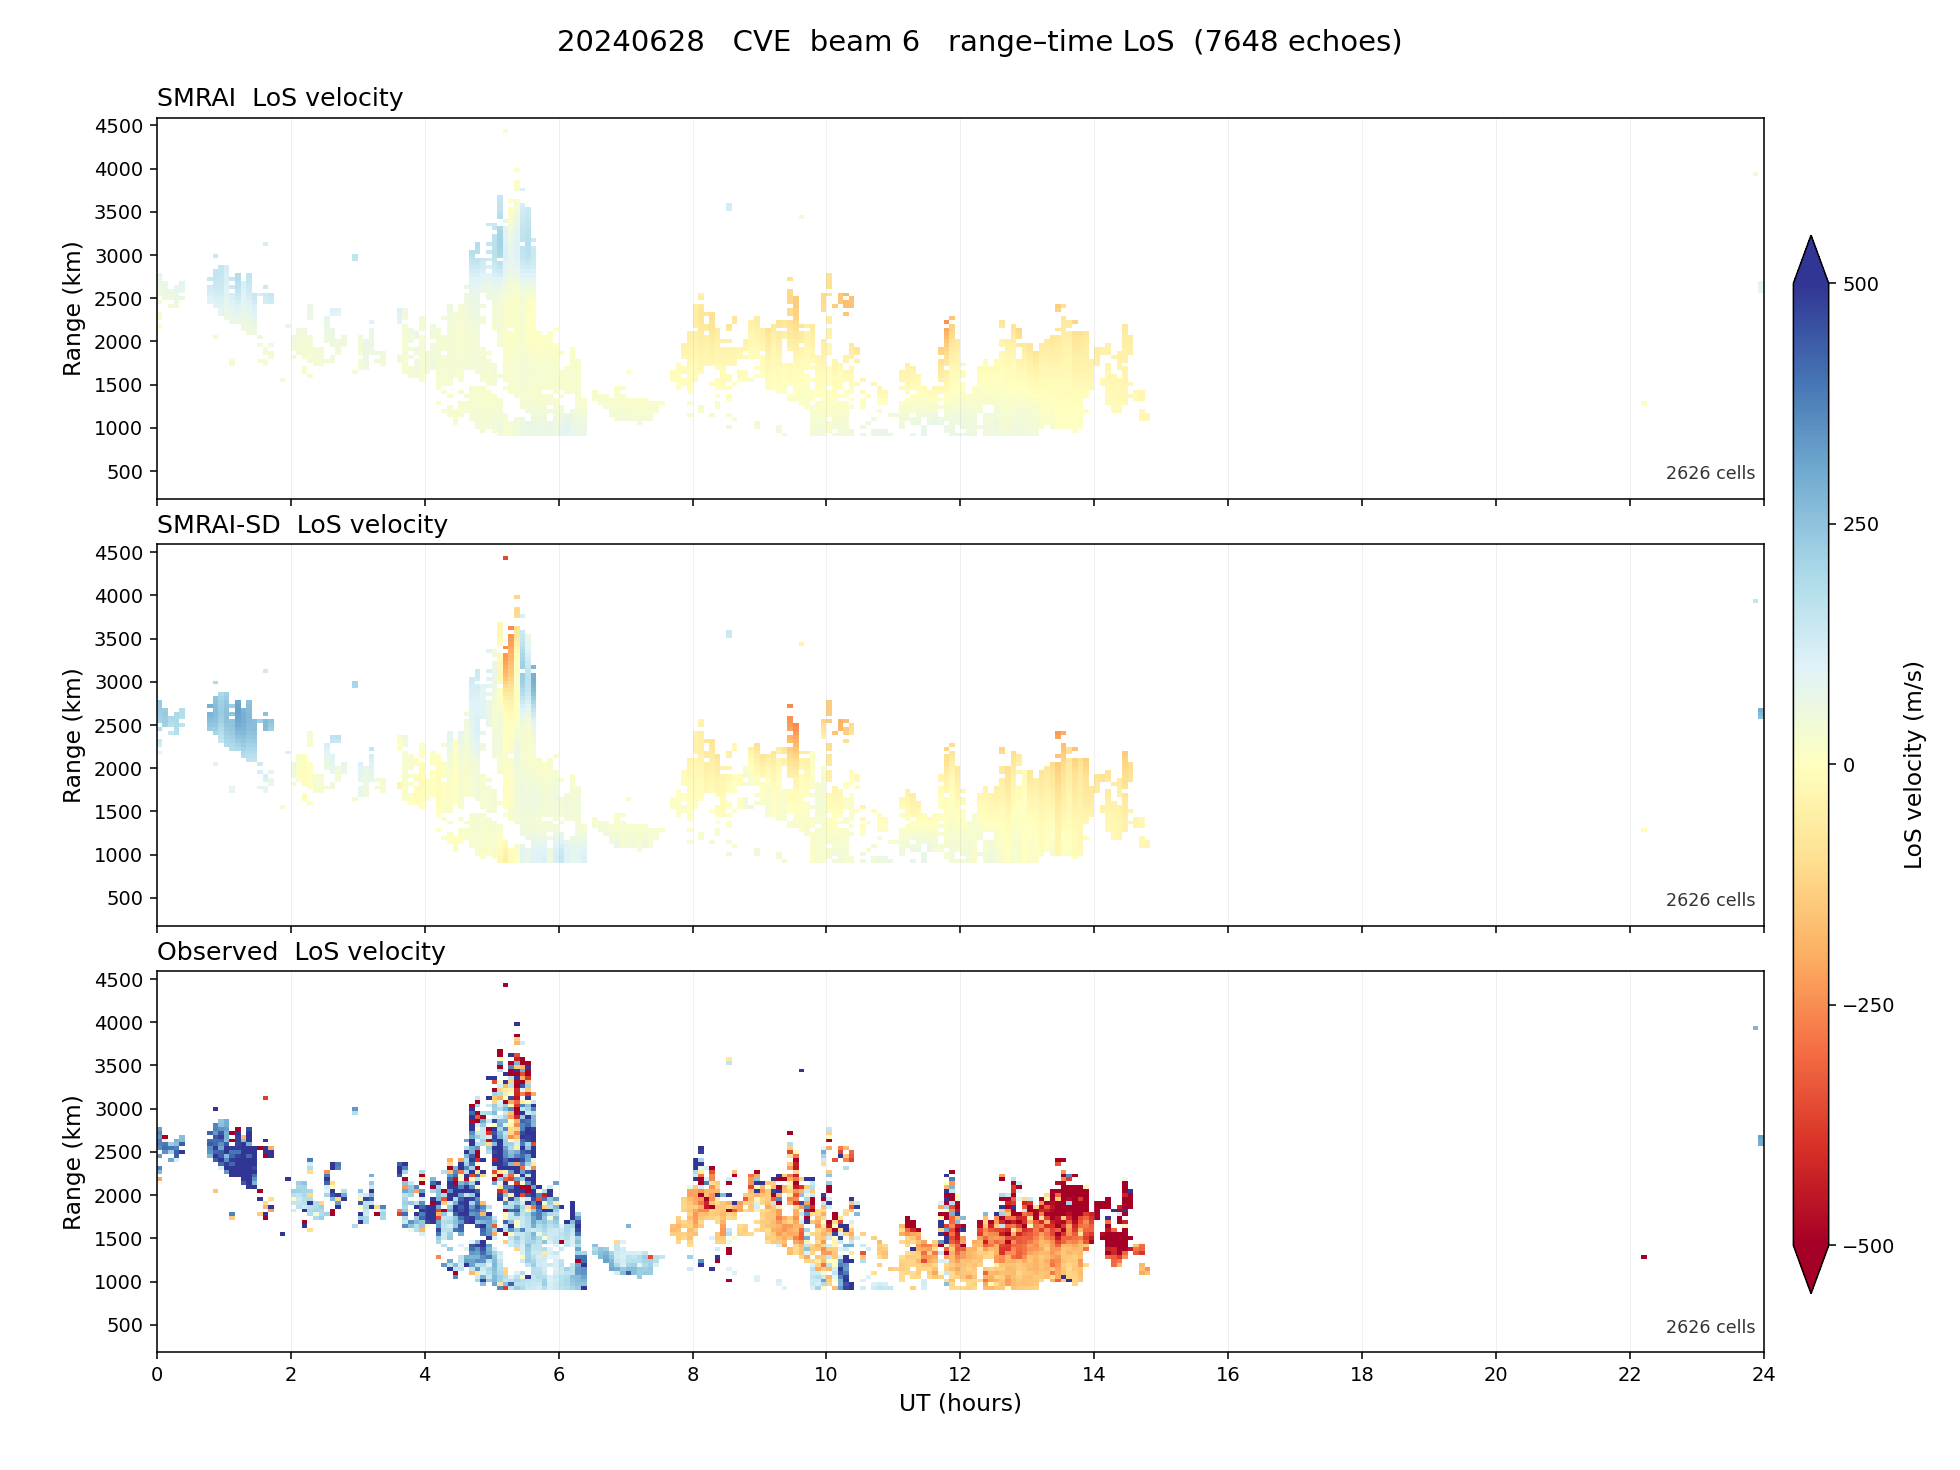 20240628   CVE  beam 6   range–time LoS  (7648 echoes)
SMRAI  LoS velocity
4500
4000
3500
3000
2500
2000
1500
1000
500
Range (km)
2626 cells
SMRAI-SD  LoS velocity
4500
4000
3500
3000
2500
2000
1500
1000
500
Range (km)
2626 cells
Observed  LoS velocity
4500
4000
3500
3000
2500
2000
1500
1000
500
Range (km)
2626 cells
0 2 4 6 8 10 12 14 16 18 20 22 24
UT (hours)
500
250
0
−250
−500
LoS velocity (m/s)